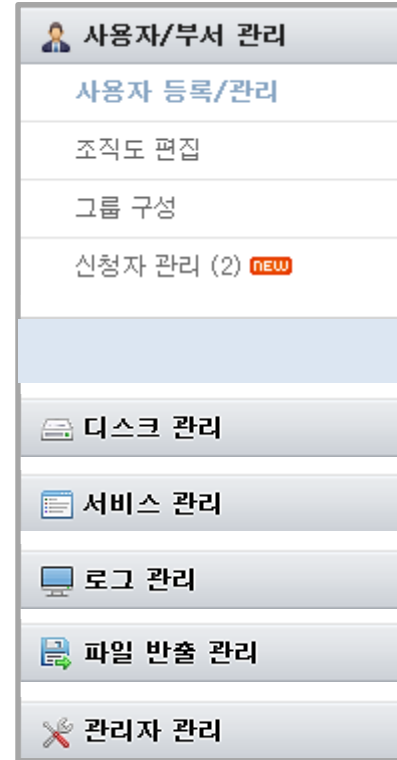 사용자/부서 관리
사용자 등록/관리
조직도 편집
그룹 구성
신청자 관리 (2) new
디스크 관리
서비스 관리
로그 관리
파일 반출 관리
관리자 관리